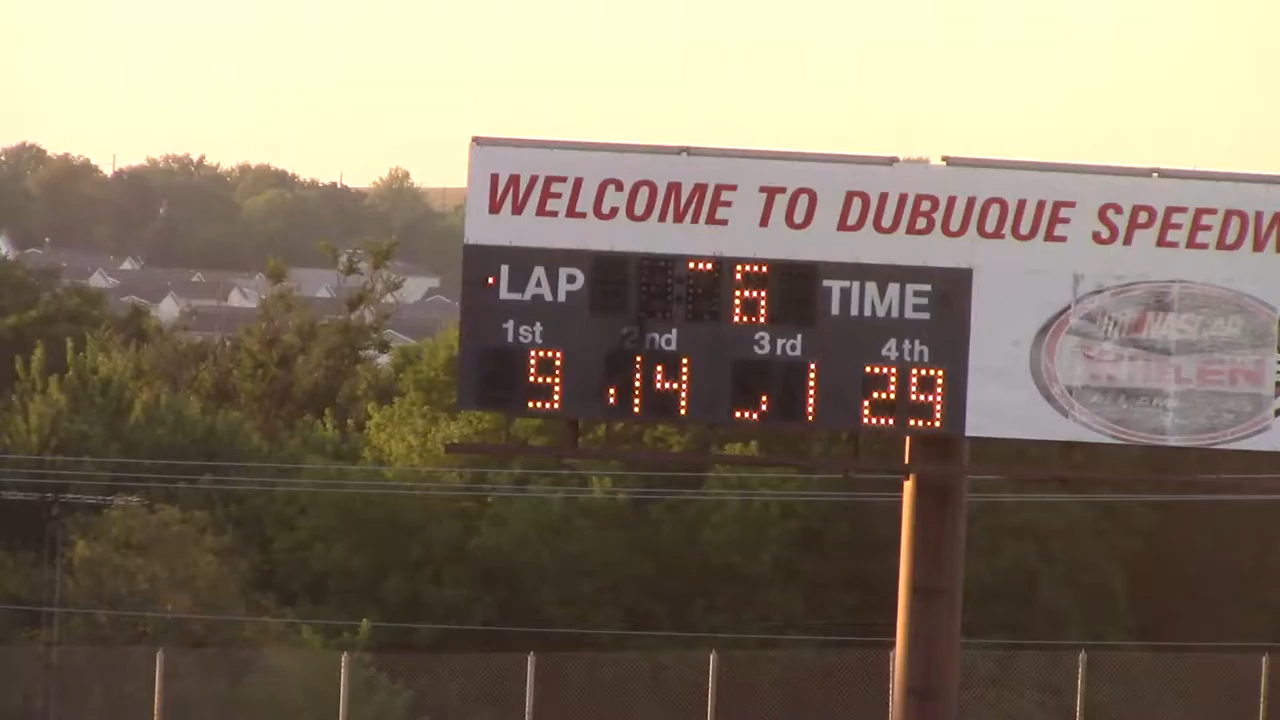 WELCOME TO DUBUQUE SPEEDW
LAP 6 TIME
1st 2nd 3rd 4th
9 14 1 29
NASCAR
WHELEN